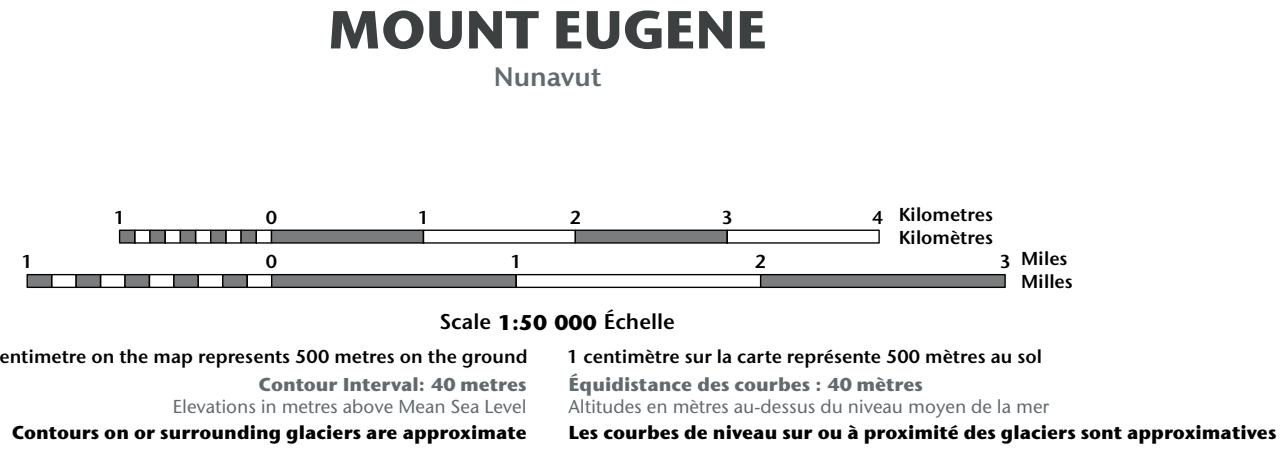 MOUNT EUGENE
Nunavut
1 0 1 2 3 4 Kilometres
Kilomètres
1 0 1 2 3 Miles
Milles
Scale 1:50 000 Échelle
entimetre on the map represents 500 metres on the ground
Contour Interval: 40 metres
Elevations in metres above Mean Sea Level
Contours on or surrounding glaciers are approximate
1 centimètre sur la carte représente 500 mètres au sol
Équidistance des courbes : 40 mètres
Altitudes en mètres au-dessus du niveau moyen de la mer
Les courbes de niveau sur ou à proximité des glaciers sont approximatives